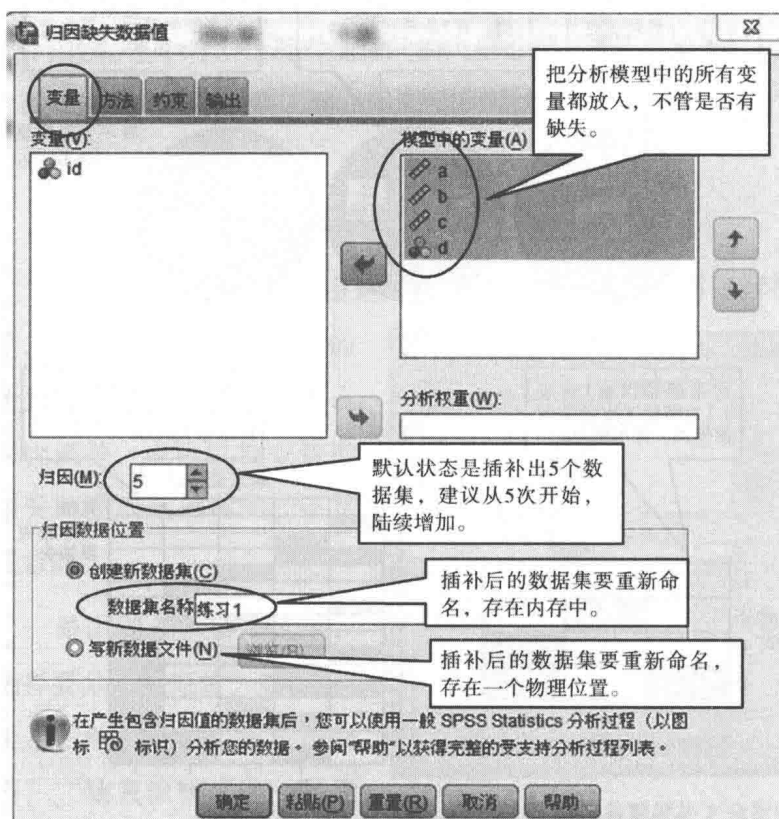 归因缺失数据值
变量 方法 约束 输出
把分析模型中的所有变
量都放入，不管是否有
缺失。
变量(V):
id
模型中的变量(A)
a
b
c
d
分析权重(W):
归因(M): 5
默认状态是插补出5个数
据集，建议从5次开始，
陆续增加。
归因数据位置
创建新数据集(C)
数据集名称 练习1
插补后的数据集要重新命
名，存在内存中。
写新数据文件(N)
插补后的数据集要重新命名，
存在一个物理位置。
在产生包含归因值的数据集后，您可以使用一般 SPSS Statistics 分析过程（以图
标 标识）分析您的数据。参阅“帮助”以获得完整的受支持分析过程列表。
确定 粘贴(P) 重置(R) 取消 帮助